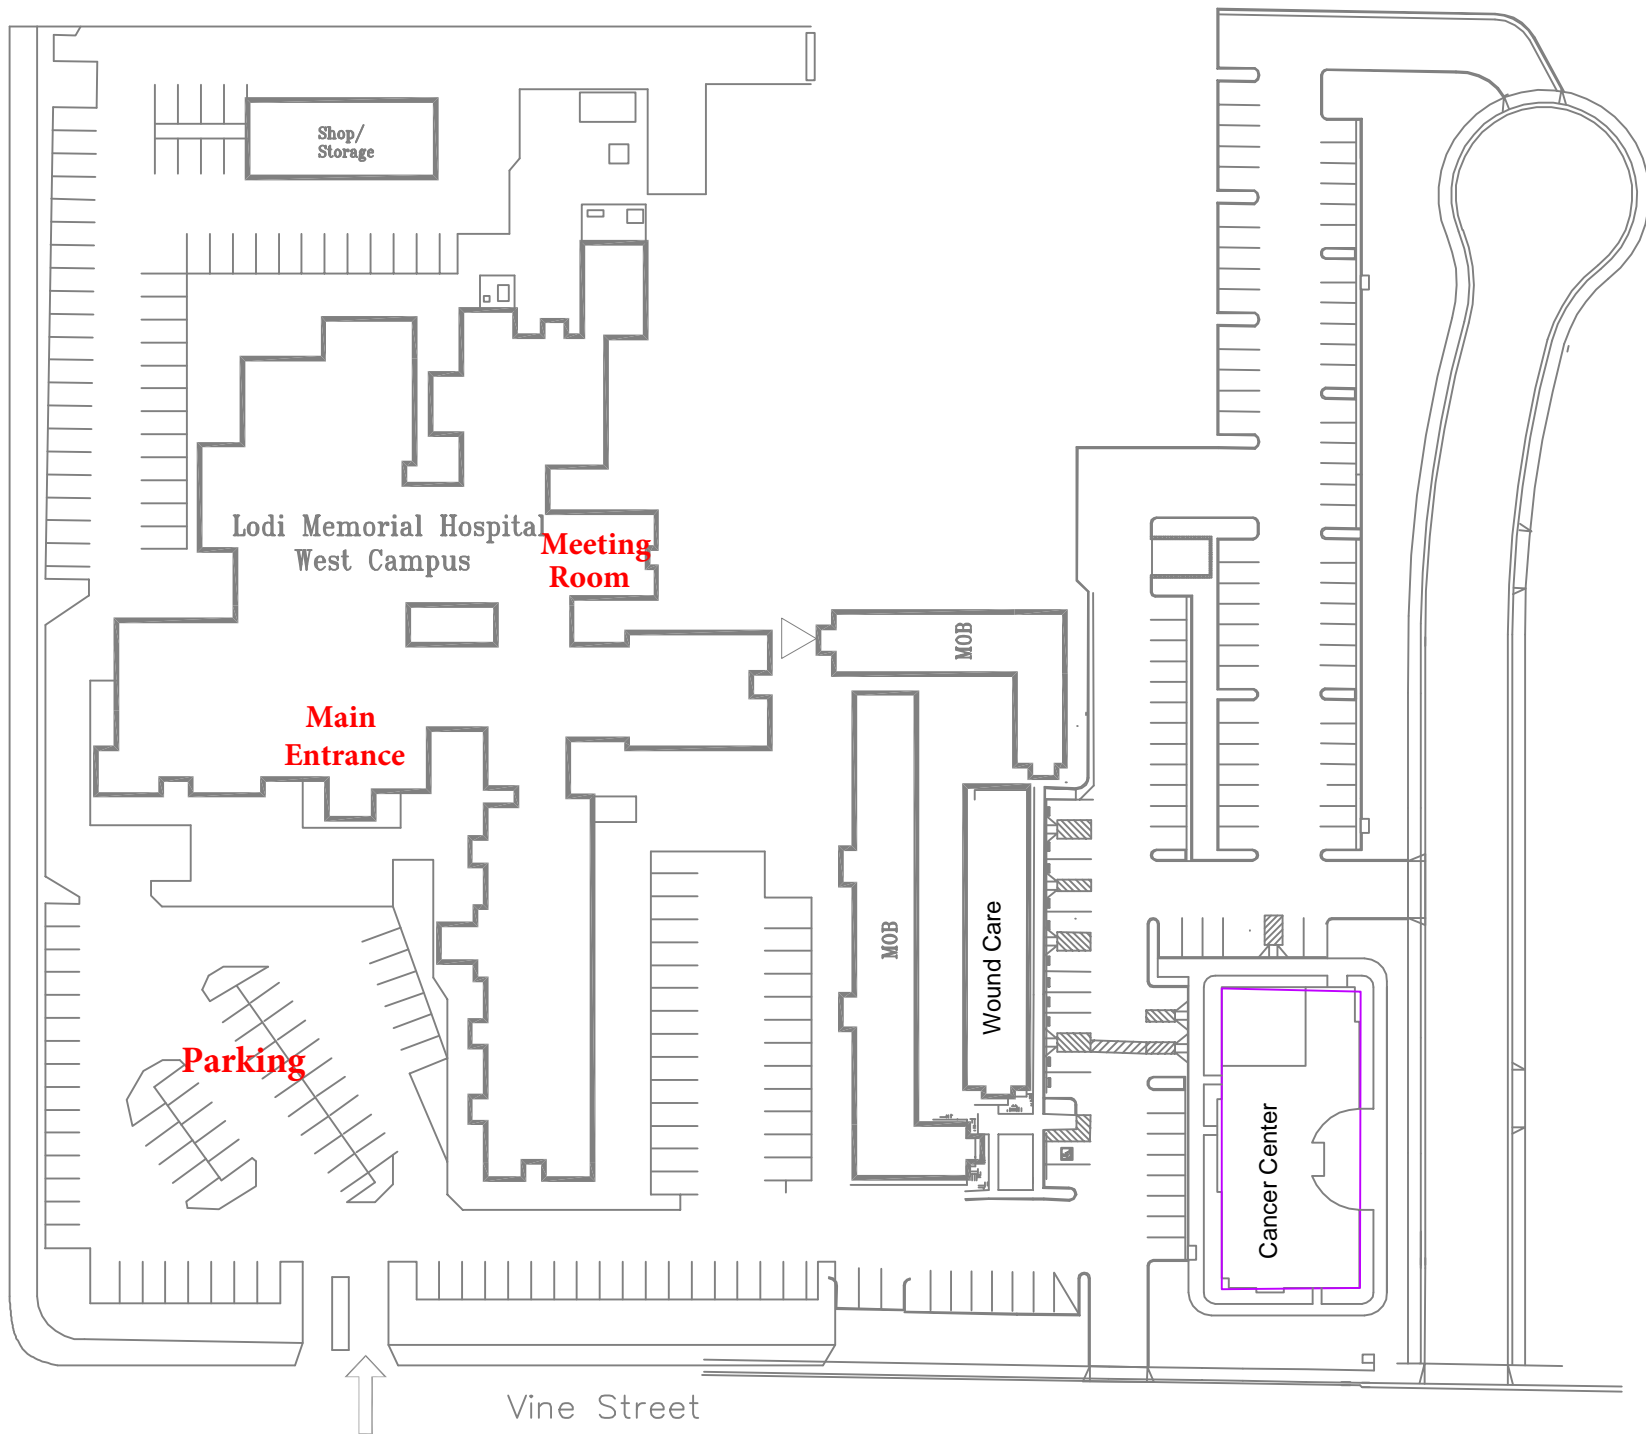 Shop/
Storage
Lodi Memorial Hospital
West Campus
Meeting
Room
MOB
Main
Entrance
MOB
Wound Care
Parking
Cancer Center
Vine Street